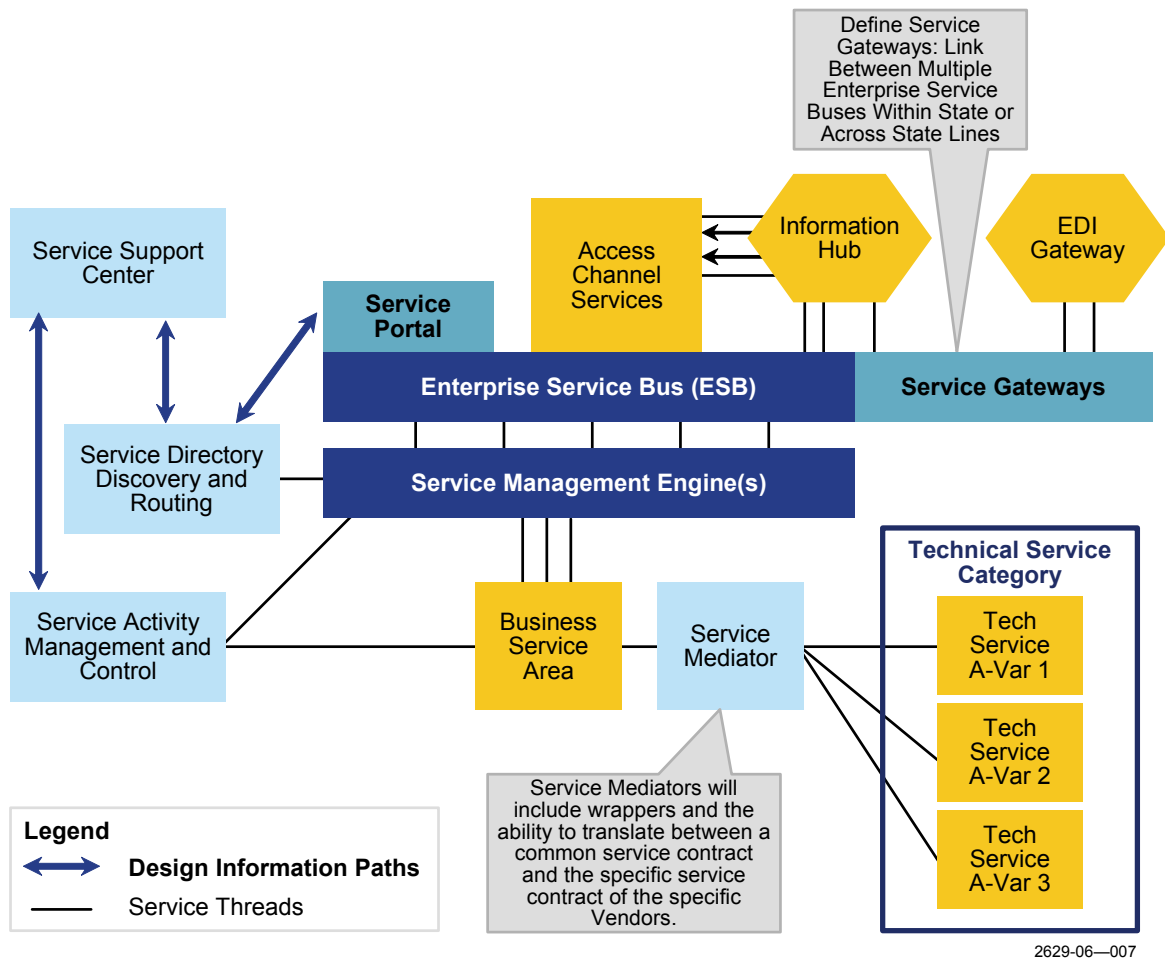 Define Service
Gateways: Link
Between Multiple
Enterprise Service
Buses Within State or
Across State Lines
Service Support
Center
Access
Channel
Services
Information
Hub
EDI
Gateway
Service
Portal
Enterprise Service Bus (ESB)
Service Gateways
Service Directory
Discovery and
Routing
Service Management Engine(s)
Technical Service
Category
Service Activity
Management and
Control
Business
Service
Area
Service
Mediator
Tech
Service
A-Var 1
Tech
Service
A-Var 2
Tech
Service
A-Var 3
Service Mediators will
include wrappers and the
ability to translate between a
common service contract
and the specific service
contract of the specific
Vendors.
Legend
Design Information Paths
Service Threads
2629-06—007